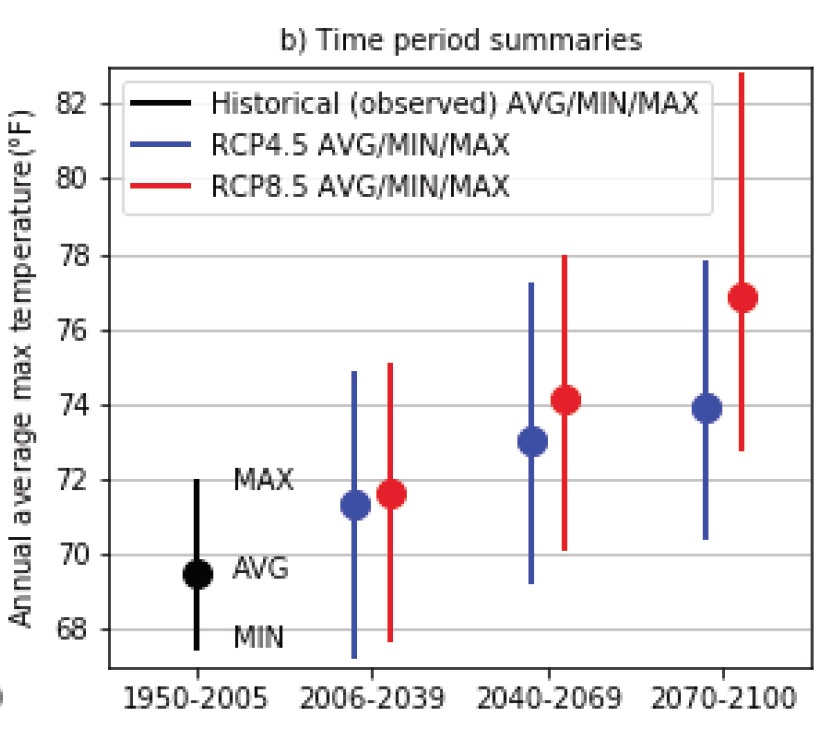 b) Time period summaries
Annual average max temperature(°F)
82
80
78
76
74
72
70
68
Historical (observed) AVG/MIN/MAX
RCP4.5 AVG/MIN/MAX
RCP8.5 AVG/MIN/MAX
MAX
AVG
MIN
1950-2005 2006-2039 2040-2069 2070-2100